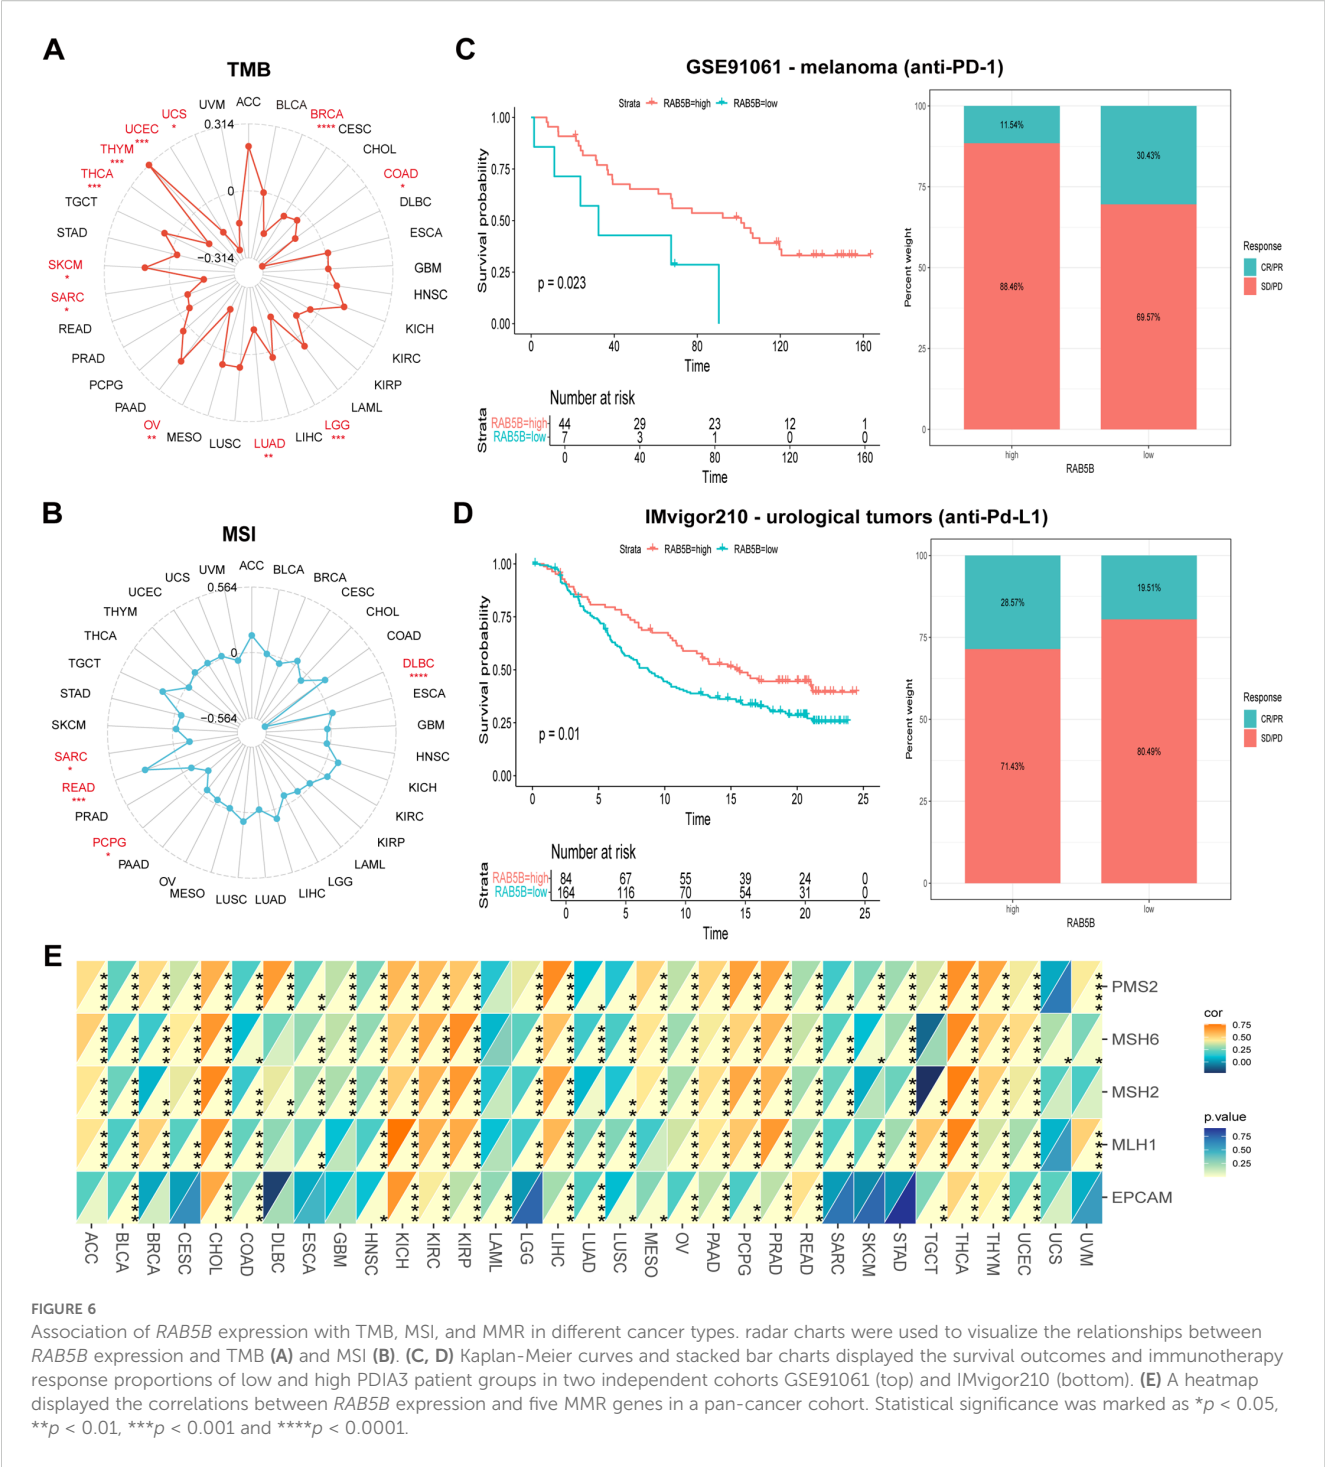 A
TMB
ACC
BLCA
BRCA
****
CESC
CHOL
COAD
*
DLBC
ESCA
GBM
HNSC
KICH
KIRC
KIRP
LAML
LGG
***
LIHC
LUAD
**
LUSC
MESO
OV
**
PAAD
PCPG
PRAD
READ
SARC
*
SKCM
*
STAD
TGCT
THCA
***
THYM
***
UCEC
***
UCS
*
UVM
0.314
0
−0.314
B
MSI
ACC
BLCA
BRCA
CESC
CHOL
COAD
DLBC
****
ESCA
GBM
HNSC
KICH
KIRC
KIRP
LAML
LGG
LIHC
LUAD
LUSC
MESO
OV
PAAD
PCPG
*
PRAD
READ
***
SARC
*
SKCM
STAD
TGCT
THCA
THYM
UCEC
UCS
UVM
0.564
0
−0.564
C
GSE91061 - melanoma (anti-PD-1)
Strata RAB5B=high RAB5B=low
Survival probability
1.00
0.75
0.50
0.25
0.00
p = 0.023
0 40 80 120 160
Time
Number at risk
Strata
RAB5B=high 44 29 23 12 1
RAB5B=low 7 3 1 0 0
0 40 80 120 160
Time
Percent weight
100
75
50
25
0
11.54%
88.46%
30.43%
69.57%
high low
RAB5B
Response
CR/PR
SD/PD
D
IMvigor210 - urological tumors (anti-Pd-L1)
Strata RAB5B=high RAB5B=low
Survival probability
1.00
0.75
0.50
0.25
0.00
p = 0.01
0 5 10 15 20 25
Time
Number at risk
Strata
RAB5B=high 84 67 55 39 24 0
RAB5B=low 164 116 70 54 31 0
0 5 10 15 20 25
Time
Percent weight
100
75
50
25
0
28.57%
71.43%
19.51%
80.49%
high low
RAB5B
Response
CR/PR
SD/PD
E
PMS2
MSH6
MSH2
MLH1
EPCAM
ACC BLCA BRCA CESC CHOL COAD DLBC ESCA GBM HNSC KICH KIRC KIRP LAML LGG LIHC LUAD LUSC MESO OV PAAD PCPG PRAD READ SARC SKCM STAD TGCT THCA THYM UCEC UCS UVM
cor
0.75
0.50
0.25
0.00
p.value
0.75
0.50
0.25
FIGURE 6
Association of RAB5B expression with TMB, MSI, and MMR in different cancer types. radar charts were used to visualize the relationships between
RAB5B expression and TMB (A) and MSI (B). (C, D) Kaplan-Meier curves and stacked bar charts displayed the survival outcomes and immunotherapy
response proportions of low and high PDIA3 patient groups in two independent cohorts GSE91061 (top) and IMvigor210 (bottom). (E) A heatmap
displayed the correlations between RAB5B expression and five MMR genes in a pan-cancer cohort. Statistical significance was marked as *p < 0.05,
**p < 0.01, ***p < 0.001 and ****p < 0.0001.